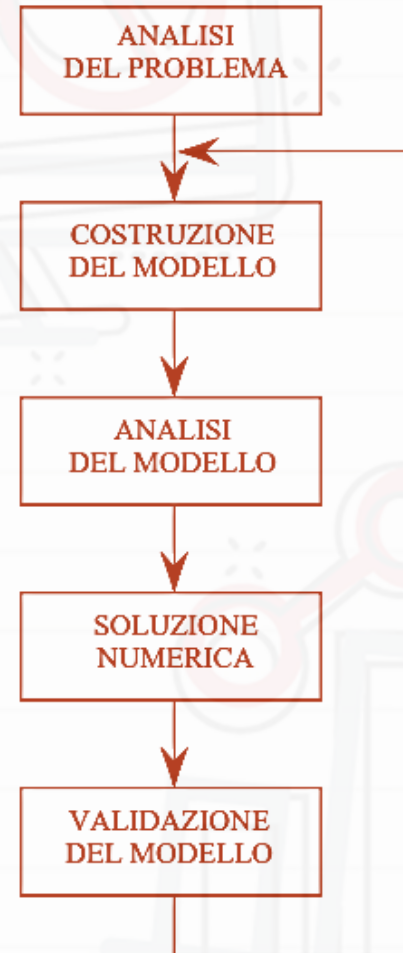 ANALISI
DEL PROBLEMA
COSTRUZIONE
DEL MODELLO
ANALISI
DEL MODELLO
SOLUZIONE
NUMERICA
VALIDAZIONE
DEL MODELLO